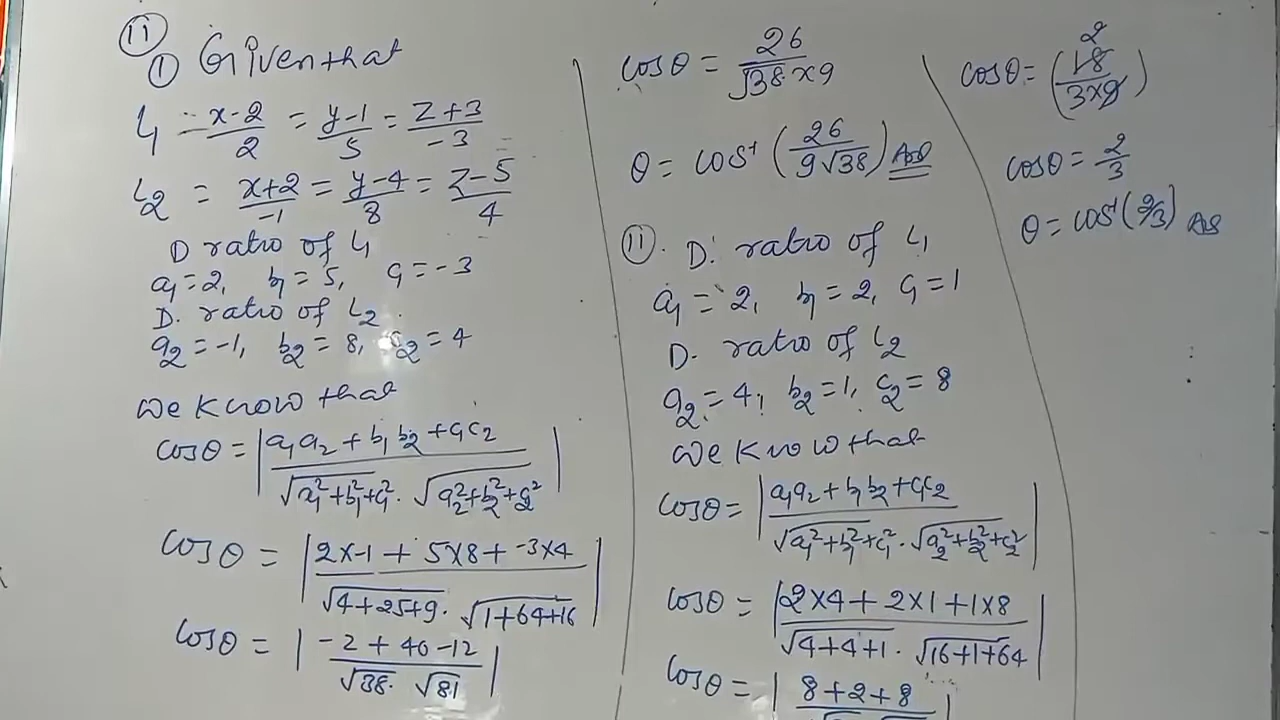 (11)
① Given that
L₁ = x-2/2 = y-1/5 = z+3/-3
L₂ = x+2/-1 = y-4/8 = z-5/4
D ratio of L₁
a₁=2, b₁=5, c₁=-3
D. ratio of L₂
a₂=-1, b₂=8, c₂=4
We know that
cosθ = |a₁a₂+b₁b₂+c₁c₂ / √a₁²+b₁²+c₁² . √a₂²+b₂²+c₂²|
cosθ = |2×-1 + 5×8 + -3×4 / √4+25+9 . √1+64+16|
cosθ = |-2+40-12 / √38 . √81|
cosθ = 26/√38×9
θ = cos⁻¹(26/9√38) Ans
(11). D. ratio of L₁
a₁=2, b₁=2, c₁=1
D. ratio of L₂
a₂=4, b₂=1, c₂=8
We know that
cosθ = |a₁a₂+b₁b₂+c₁c₂ / √a₁²+b₁²+c₁² . √a₂²+b₂²+c₂²|
cosθ = |2×4+2×1+1×8 / √4+4+1 . √16+1+64|
cosθ = |8+2+8
2
cosθ = (18/3×9)
cosθ = 2/3
θ = cos⁻¹(2/3) Ans